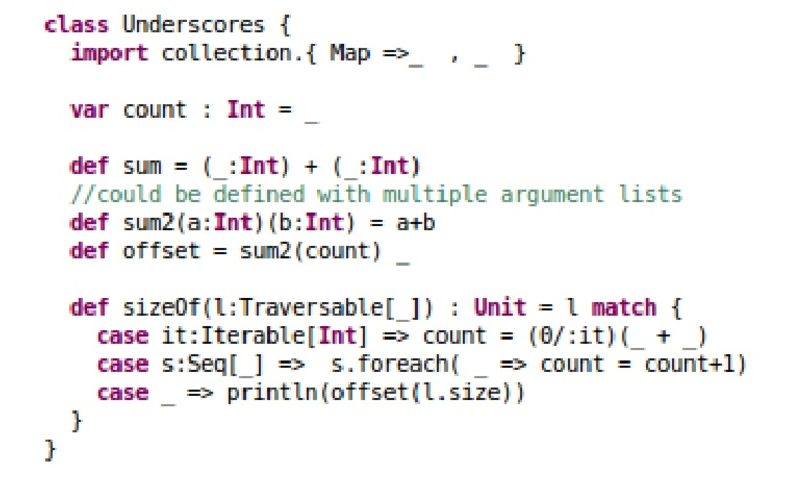 class Underscores {
  import collection.{ Map =>_  , _  }
  var count : Int = _
  def sum = (_:Int) + (_:Int)
  //could be defined with multiple argument lists
  def sum2(a:Int)(b:Int) = a+b
  def offset = sum2(count) _
  def sizeOf(l:Traversable[_]) : Unit = l match {
    case it:Iterable[Int] => count = (0/:it)(_ + _)
    case s:Seq[_] =>  s.foreach( _ => count = count+1)
    case _ => println(offset(l.size))
  }
}